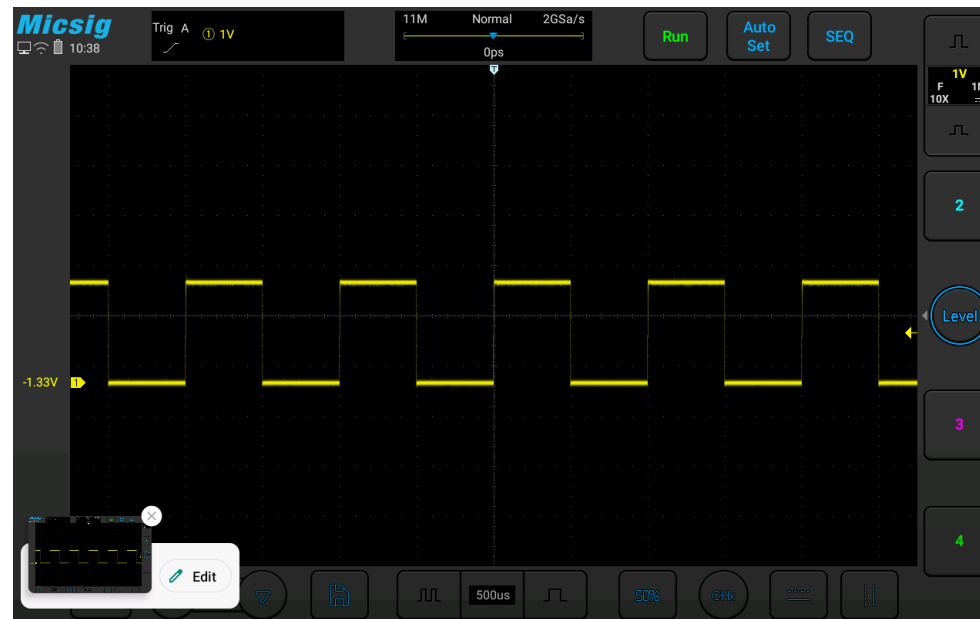 Micsig
10:38
Trig A ① 1V
11M Normal 2GSa/s
0ps
T
Run
Auto
Set
SEQ
1V
F
10X
2
Level
-1.33V 1
3
4
Edit
500us
50%
CHx